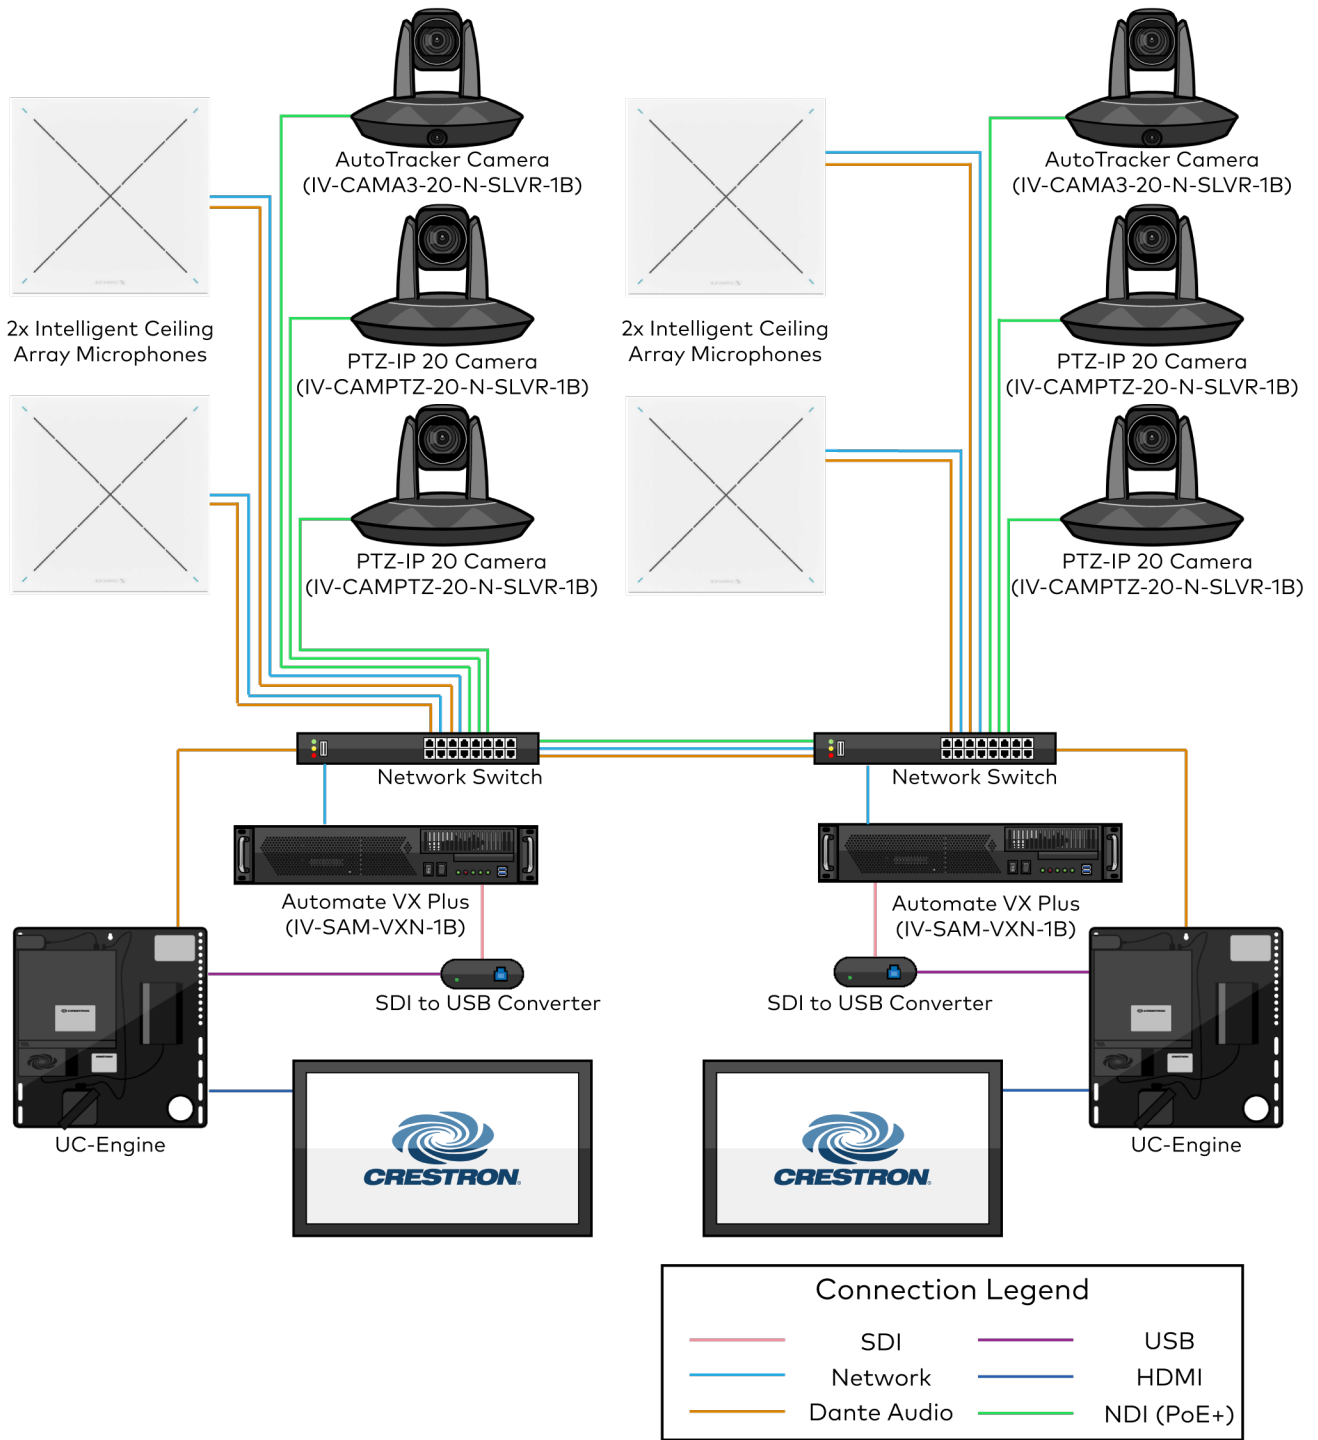 AutoTracker Camera
(IV-CAMA3-20-N-SLVR-1B)
AutoTracker Camera
(IV-CAMA3-20-N-SLVR-1B)
2x Intelligent Ceiling
Array Microphones
PTZ-IP 20 Camera
(IV-CAMPTZ-20-N-SLVR-1B)
2x Intelligent Ceiling
Array Microphones
PTZ-IP 20 Camera
(IV-CAMPTZ-20-N-SLVR-1B)
PTZ-IP 20 Camera
(IV-CAMPTZ-20-N-SLVR-1B)
PTZ-IP 20 Camera
(IV-CAMPTZ-20-N-SLVR-1B)
Network Switch
Network Switch
Automate VX Plus
(IV-SAM-VXN-1B)
Automate VX Plus
(IV-SAM-VXN-1B)
SDI to USB Converter
SDI to USB Converter
CRESTRON
CRESTRON
CRESTRON
CRESTRON
UC-Engine
UC-Engine
CRESTRON
CRESTRON
Connection Legend
SDI
USB
Network
HDMI
Dante Audio
NDI (PoE+)